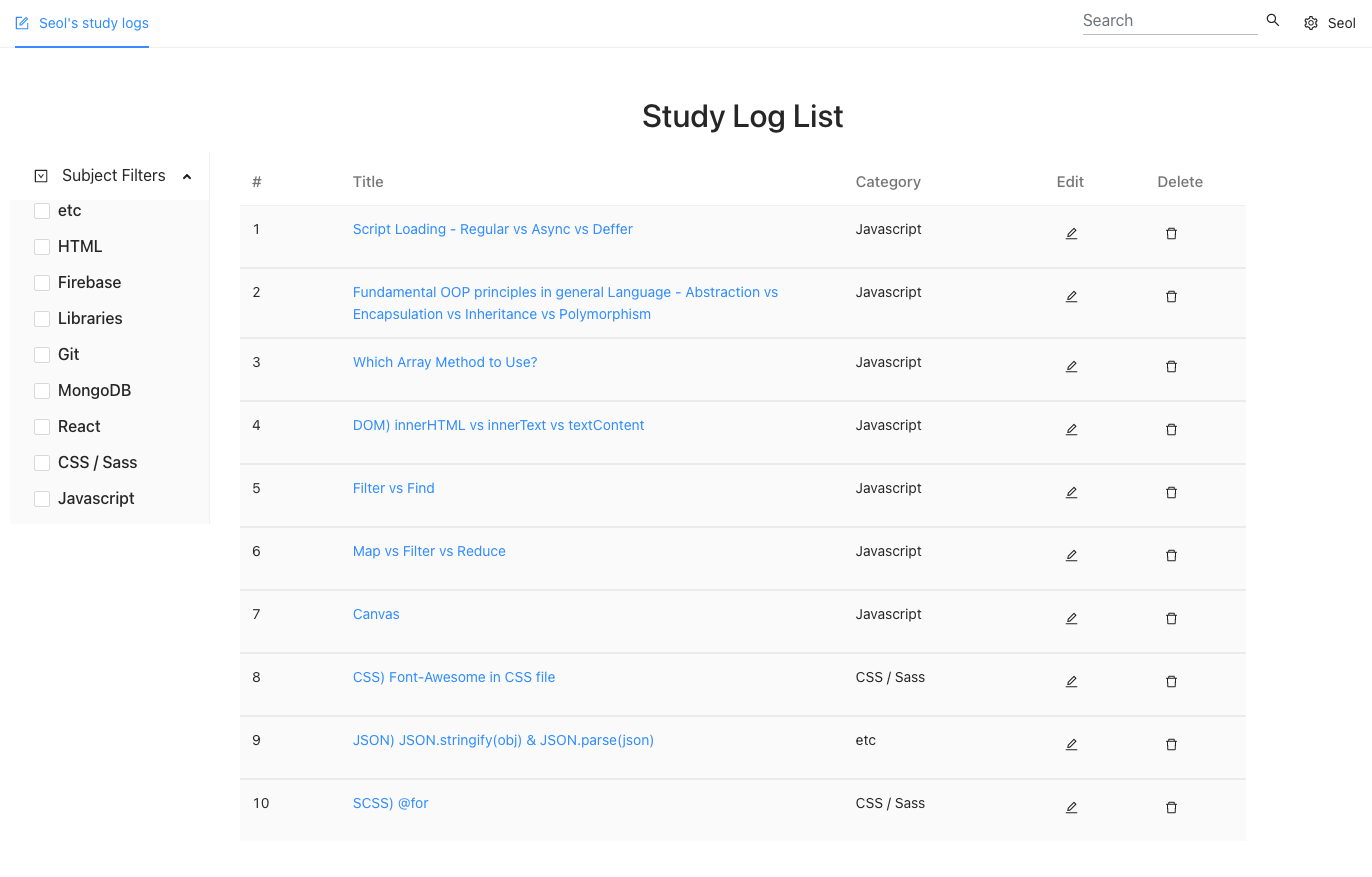 Seol's study logs
Search
Seol
Study Log List
Subject Filters
etc
HTML
Firebase
Libraries
Git
MongoDB
React
CSS / Sass
Javascript
# Title Category Edit Delete
1 Script Loading - Regular vs Async vs Deffer Javascript
2 Fundamental OOP principles in general Language - Abstraction vs Javascript
Encapsulation vs Inheritance vs Polymorphism
3 Which Array Method to Use? Javascript
4 DOM) innerHTML vs innerText vs textContent Javascript
5 Filter vs Find Javascript
6 Map vs Filter vs Reduce Javascript
7 Canvas Javascript
8 CSS) Font-Awesome in CSS file CSS / Sass
9 JSON) JSON.stringify(obj) & JSON.parse(json) etc
10 SCSS) @for CSS / Sass